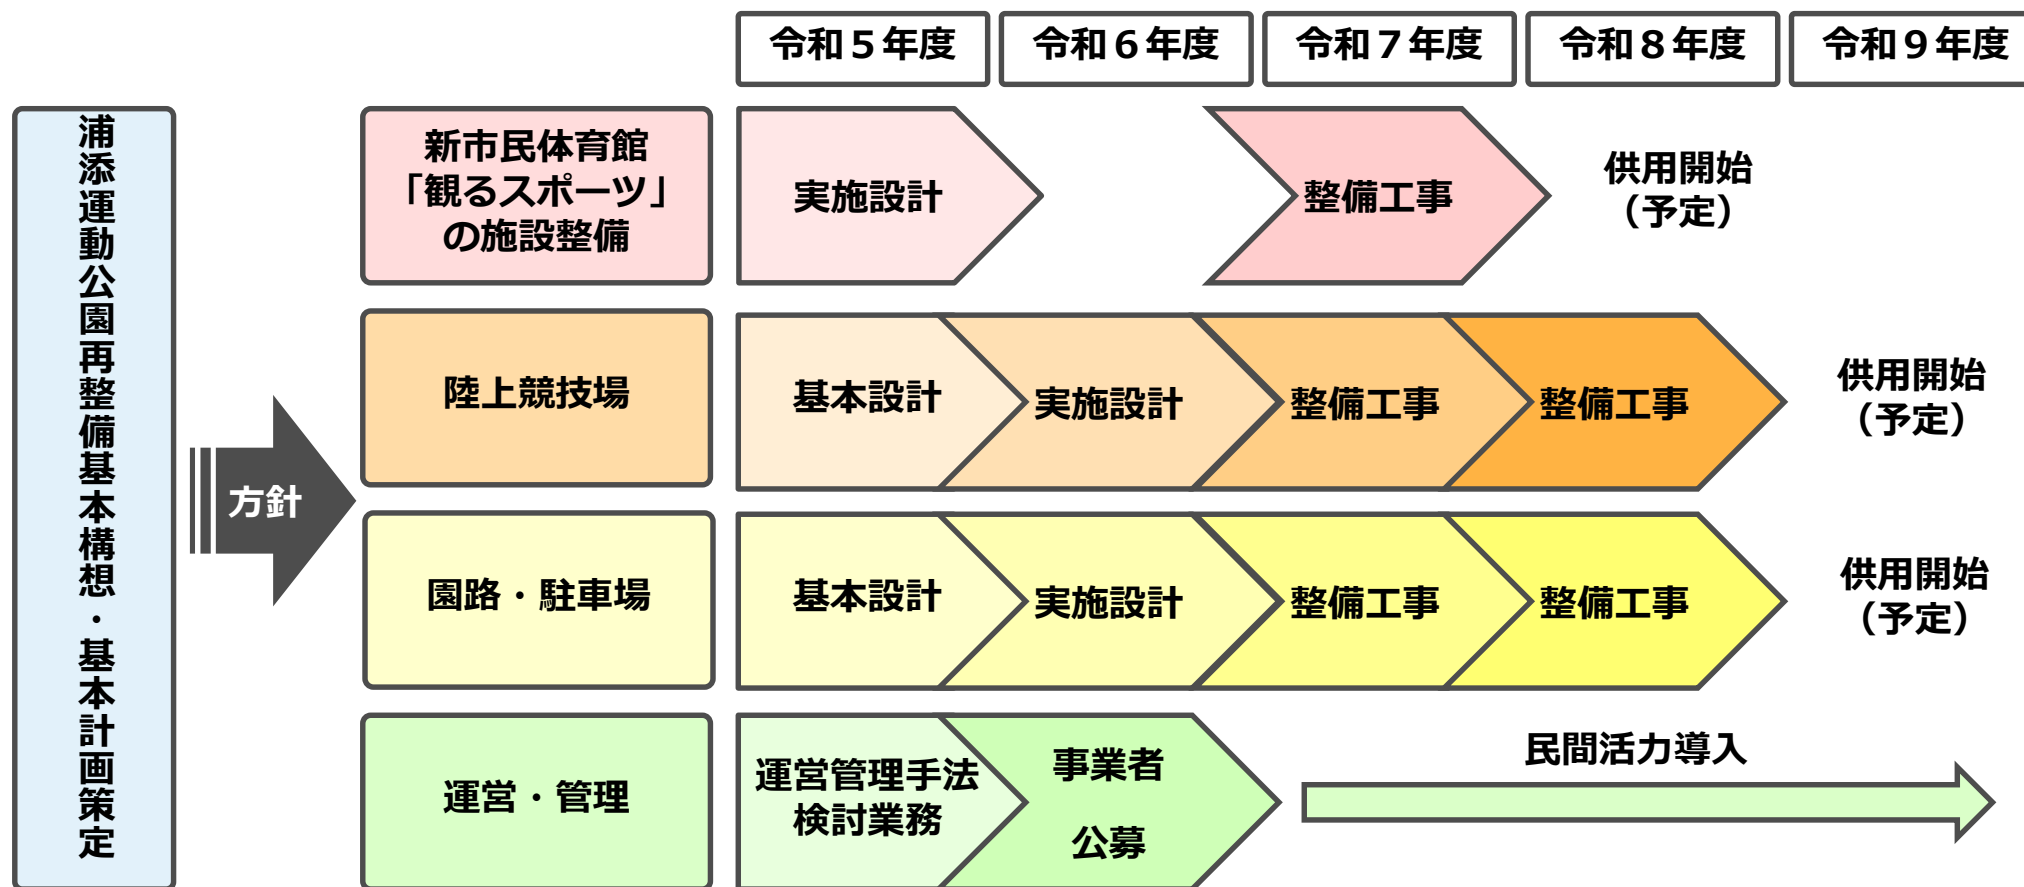 令和５年度
令和６年度
令和７年度
令和８年度
令和９年度
浦添運動公園再整備基本構想・基本計画策定
方針
新市民体育館
「観るスポーツ」
の施設整備
実施設計
整備工事
供用開始
（予定）
陸上競技場
基本設計
実施設計
整備工事
整備工事
供用開始
（予定）
園路・駐車場
基本設計
実施設計
整備工事
整備工事
供用開始
（予定）
運営・管理
運営管理手法
検討業務
事業者
公募
民間活力導入